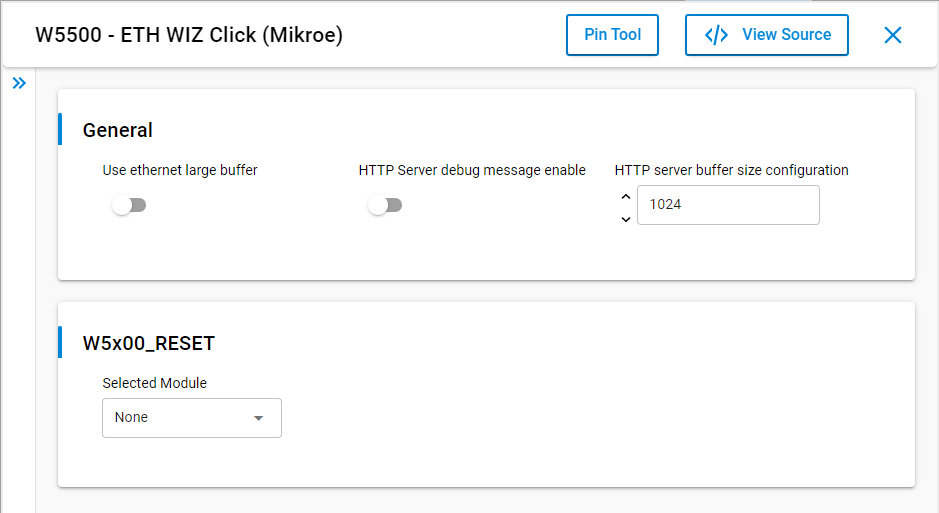 W5500 - ETH WIZ Click (Mikroe)
Pin Tool
</> View Source
General
Use ethernet large buffer
HTTP Server debug message enable
HTTP server buffer size configuration
1024
W5x00_RESET
Selected Module
None